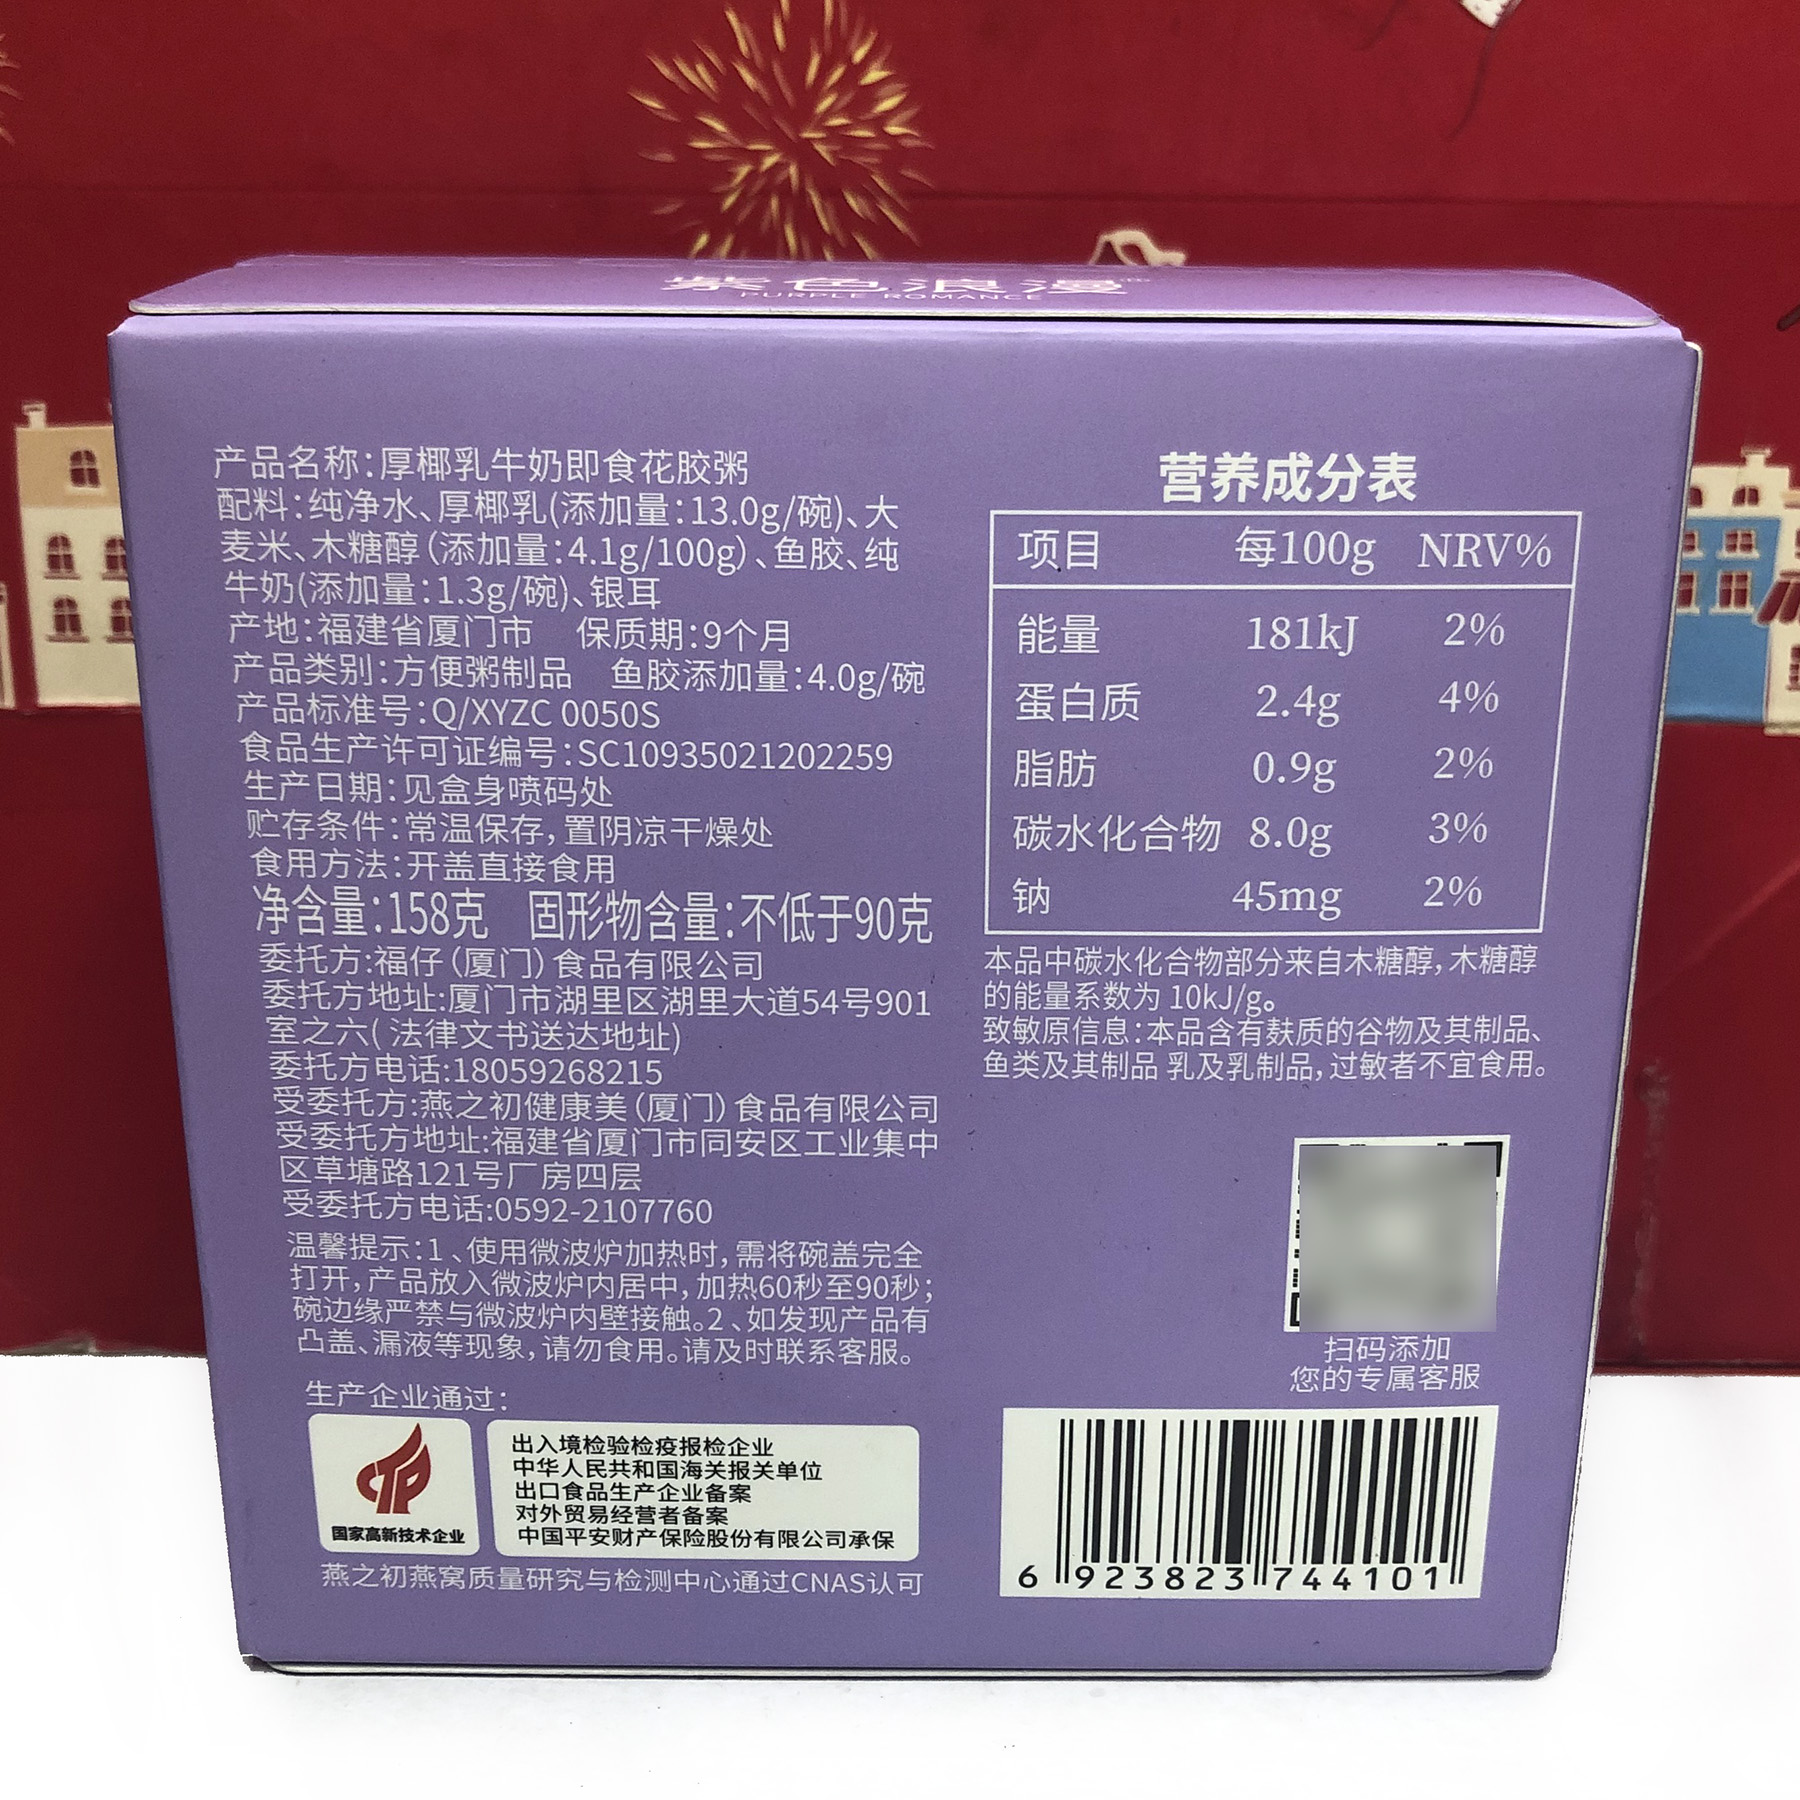 紫色浪漫
PURPLE ROMANCE
产品名称:厚椰乳牛奶即食花胶粥
配料:纯净水、厚椰乳(添加量:13.0g/碗)、大
麦米、木糖醇(添加量:4.1g/100g)、鱼胶、纯
牛奶(添加量:1.3g/碗)、银耳
产地:福建省厦门市 保质期:9个月
产品类别:方便粥制品 鱼胶添加量:4.0g/碗
产品标准号:Q/XYZC 0050S
食品生产许可证编号:SC10935021202259
生产日期:见盒身喷码处
贮存条件:常温保存,置阴凉干燥处
食用方法:开盖直接食用
净含量:158克 固形物含量:不低于90克
委托方:福仔(厦门)食品有限公司
委托方地址:厦门市湖里区湖里大道54号901
室之六(法律文书送达地址)
委托方电话:18059268215
受委托方:燕之初健康美(厦门)食品有限公司
受委托方地址:福建省厦门市同安区工业集中
区草塘路121号厂房四层
受委托方电话:0592-2107760
温馨提示:1、使用微波炉加热时,需将碗盖完全
打开,产品放入微波炉内居中,加热60秒至90秒;
碗边缘严禁与微波炉内壁接触。2、如发现产品有
凸盖、漏液等现象,请勿食用。请及时联系客服。
生产企业通过:
国家高新技术企业
出入境检验检疫报检企业
中华人民共和国海关报关单位
出口食品生产企业备案
对外贸易经营者备案
中国平安财产保险股份有限公司承保
燕之初燕窝质量研究与检测中心通过CNAS认可
营养成分表
项目 每100g NRV%
能量 181kJ 2%
蛋白质 2.4g 4%
脂肪 0.9g 2%
碳水化合物 8.0g 3%
钠 45mg 2%
本品中碳水化合物部分来自木糖醇,木糖醇
的能量系数为 10kJ/g。
致敏原信息:本品含有麸质的谷物及其制品、
鱼类及其制品 乳及乳制品,过敏者不宜食用。
扫码添加
您的专属客服
6 923823 744101